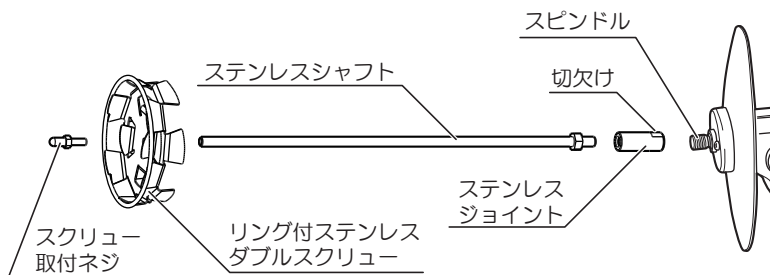 スピンドル
ステンレスシャフト
切欠け
ステンレス
ジョイント
スクリュー
取付ネジ
リング付ステンレス
ダブルスクリュー